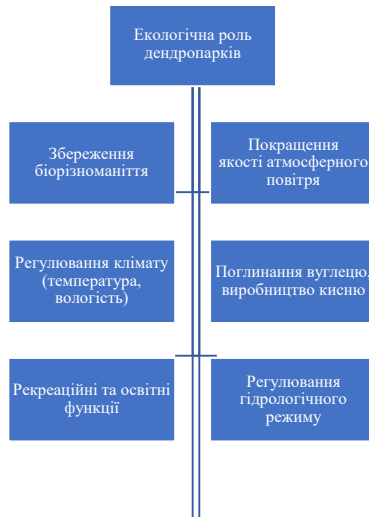 Екологічна роль
дендропарків
Збереження
біорізноманіття
Покращення
якості атмосферного
повітря
Регулювання клімату
(температура,
вологість)
Поглинання вуглецю,
виробництво кисню
Рекреаційні та освітні
функції
Регулювання
гідрологічного
режиму